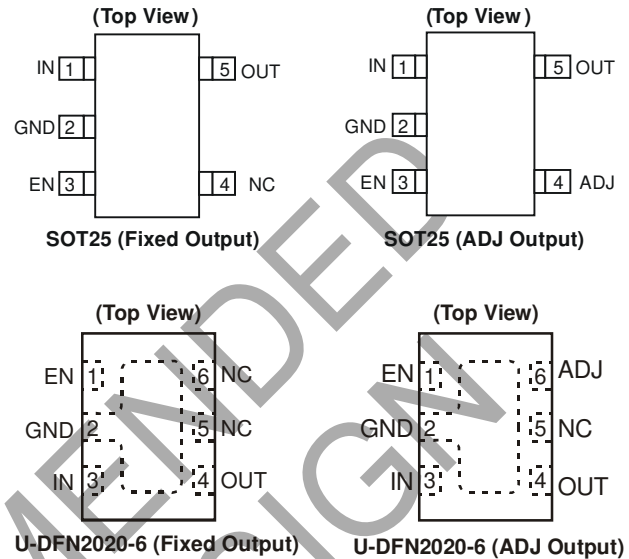 (Top View)
IN 1 5 OUT
GND 2
EN 3 4 NC
SOT25 (Fixed Output)
(Top View)
IN 1 5 OUT
GND 2
EN 3 4 ADJ
SOT25 (ADJ Output)
(Top View)
EN 1 6 NC
GND 2 5 NC
IN 3 4 OUT
U-DFN2020-6 (Fixed Output)
(Top View)
EN 1 6 ADJ
GND 2 5 NC
IN 3 4 OUT
U-DFN2020-6 (ADJ Output)
MENDED
IGN